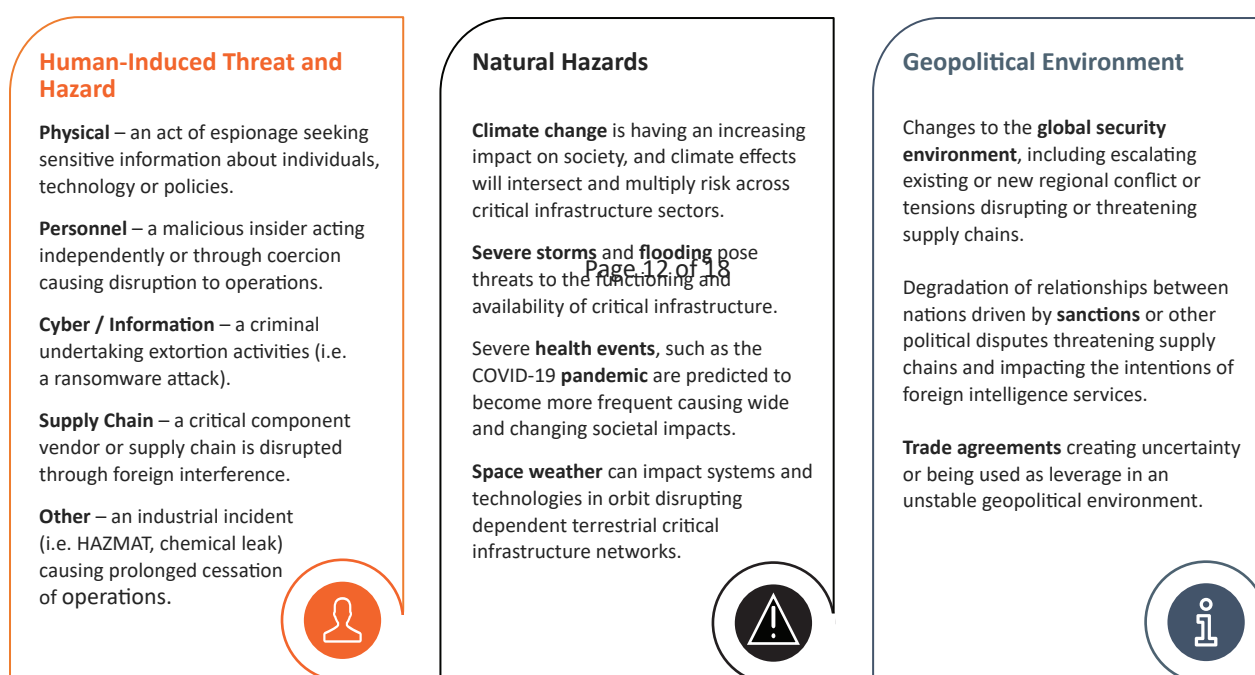 Human-Induced Threat and
Hazard
Physical – an act of espionage seeking
sensitive information about individuals,
technology or policies.
Personnel – a malicious insider acting
independently or through coercion
causing disruption to operations.
Cyber / Information – a criminal
undertaking extortion activities (i.e.
a ransomware attack).
Supply Chain – a critical component
vendor or supply chain is disrupted
through foreign interference.
Other – an industrial incident
(i.e. HAZMAT, chemical leak)
causing prolonged cessation
of operations.
Natural Hazards
Climate change is having an increasing
impact on society, and climate effects
will intersect and multiply risk across
critical infrastructure sectors.
Severe storms and flooding pose
threats to the functioning and
availability of critical infrastructure.
Page 12 of 18
Severe health events, such as the
COVID-19 pandemic are predicted to
become more frequent causing wide
and changing societal impacts.
Space weather can impact systems and
technologies in orbit disrupting
dependent terrestrial critical
infrastructure networks.
Geopolitical Environment
Changes to the global security
environment, including escalating
existing or new regional conflict or
tensions disrupting or threatening
supply chains.
Degradation of relationships between
nations driven by sanctions or other
political disputes threatening supply
chains and impacting the intentions of
foreign intelligence services.
Trade agreements creating uncertainty
or being used as leverage in an
unstable geopolitical environment.